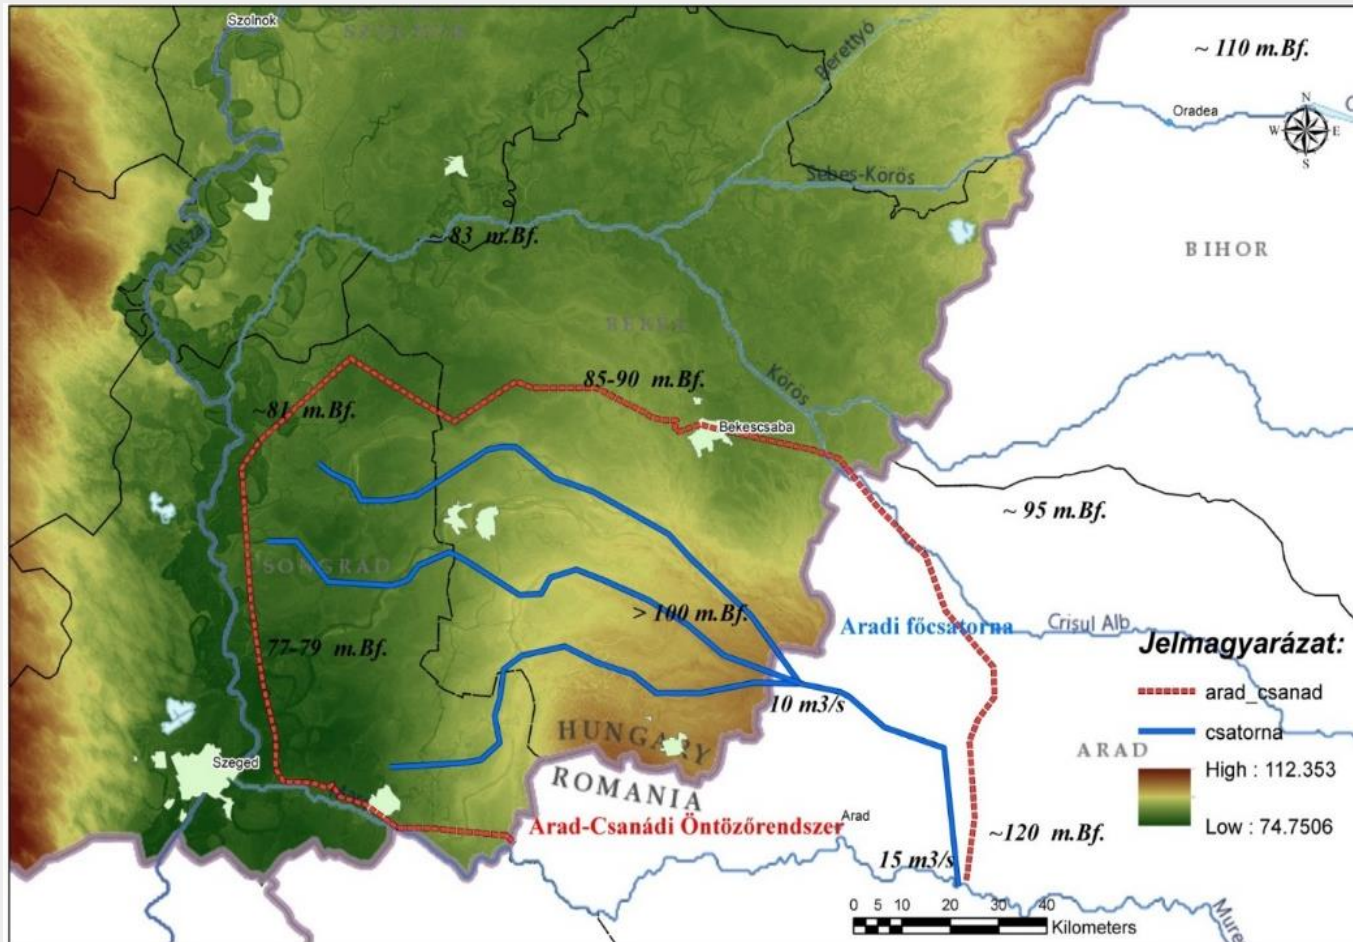 Szolnok
SZOLNOK
Berettyó
~ 110 m.Bf.
N
W E
S
Oradea
Sebes-Körös
Tisza
~ 83 m.Bf.
BIHOR
BEKES
85-90 m.Bf.
Körös
~81 m.Bf.
Bekescsaba
~ 95 m.Bf.
CSONGRAD
> 100 m.Bf.
Aradi főcsatorna
Crisul Alb
Jelmagyarázat:
77-79 m.Bf.
arad_csanad
10 m3/s
csatorna
HUNGARY
ARAD
Szeged
High : 112.353
ROMANIA
Arad
Low : 74.7506
Arad-Csanádi Öntözőrendszer
~120 m.Bf.
15 m3/s
0 5 10 20 30 40
Kilometers